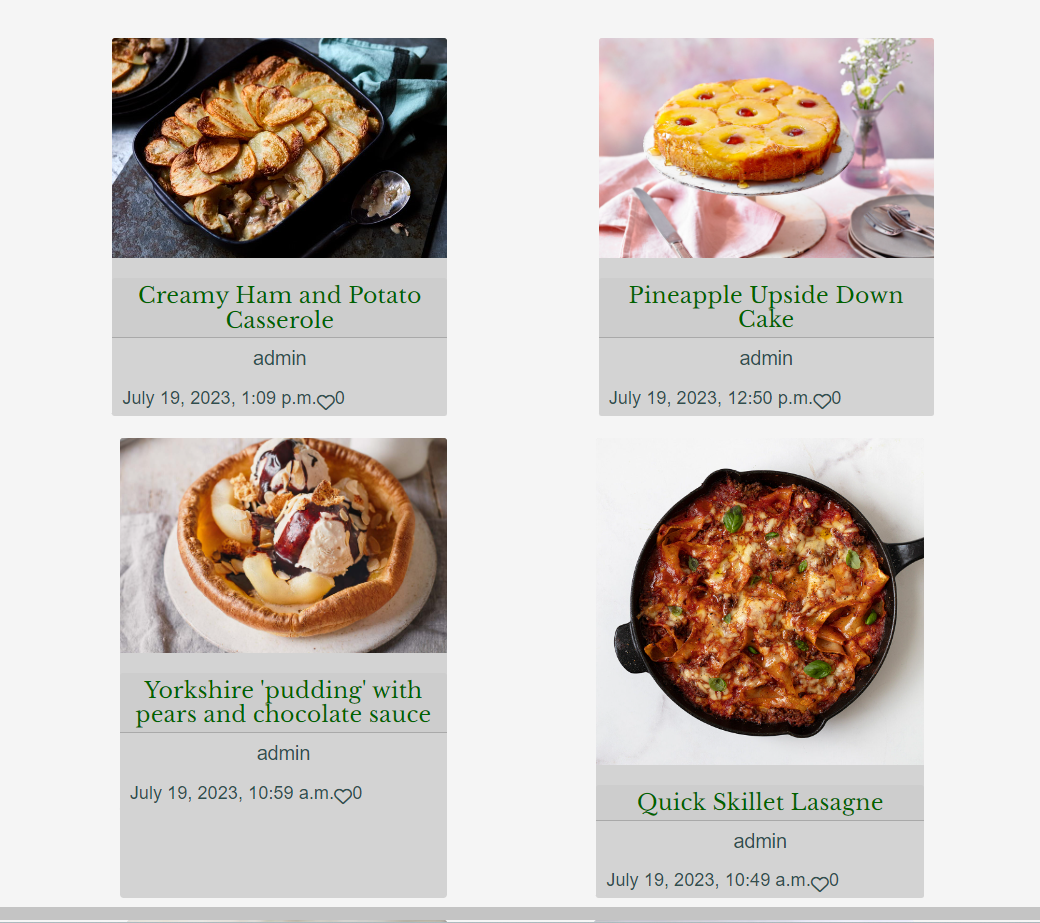 Creamy Ham and Potato
Casserole
admin
July 19, 2023, 1:09 p.m.0
Pineapple Upside Down
Cake
admin
July 19, 2023, 12:50 p.m.0
Yorkshire 'pudding' with
pears and chocolate sauce
admin
July 19, 2023, 10:59 a.m.0
Quick Skillet Lasagne
admin
July 19, 2023, 10:49 a.m.0